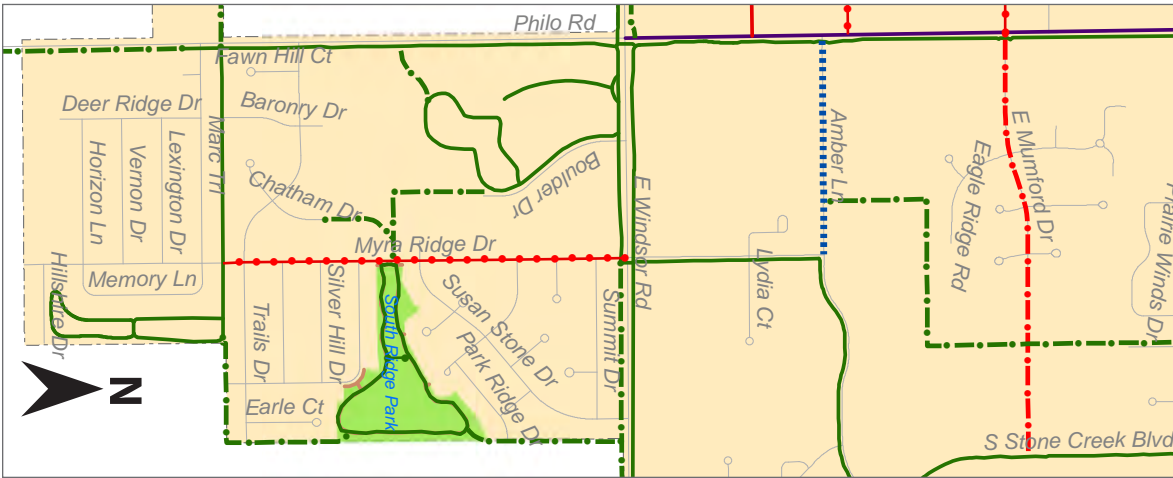 Philo Rd
Fawn Hill Ct
Deer Ridge Dr
Baronry Dr
Marc Trl
Lexington Dr
Vernon Dr
Horizon Ln
Chatham Dr
Boulder Dr
Amber Ln
E Mumford Dr
Eagle Ridge Rd
Prairie Winds Dr
E Windsor Rd
Myra Ridge Dr
Lydia Ct
Memory Ln
Hillshire Dr
Silver Hill Dr
Trails Dr
South Ridge Park
Susan Stone Dr
Park Ridge Dr
Summit Dr
Earle Ct
S Stone Creek Blvd
N